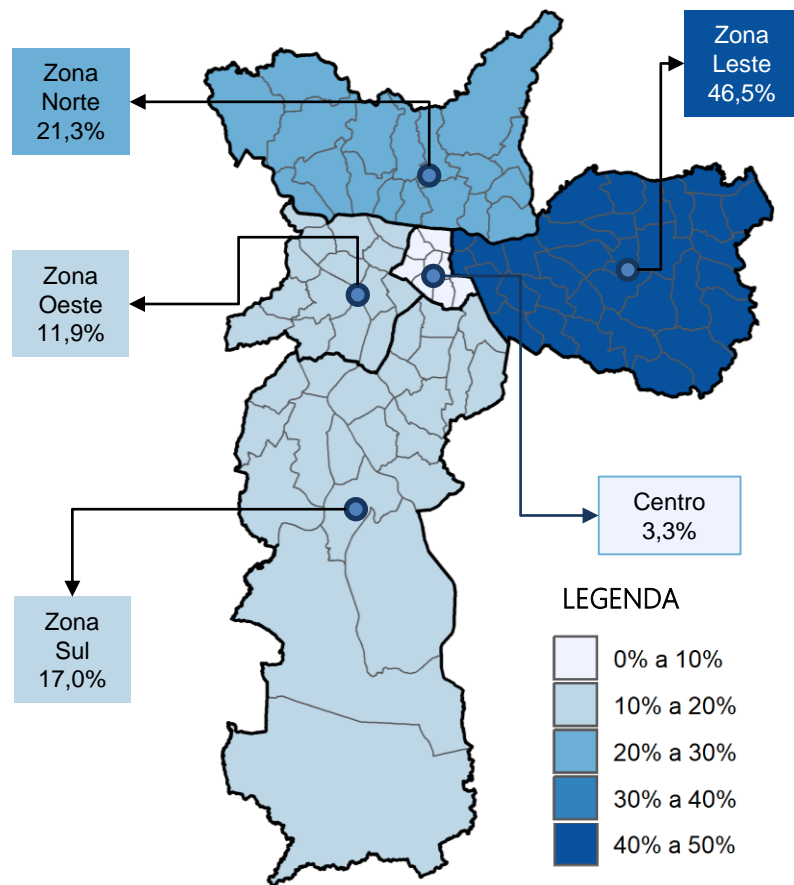 Zona
Leste
46,5%
Zona
Norte
21,3%
Zona
Oeste
11,9%
Centro
3,3%
Zona
Sul
17,0%
LEGENDA
0% a 10%
10% a 20%
20% a 30%
30% a 40%
40% a 50%